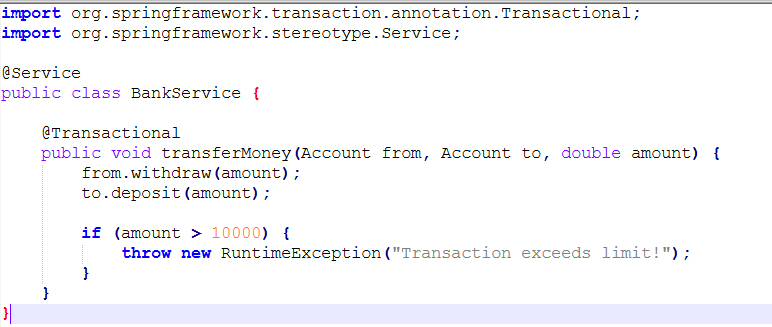 import org.springframework.transaction.annotation.Transactional;
import org.springframework.stereotype.Service;
@Service
public class BankService {
@Transactional
public void transferMoney(Account from, Account to, double amount) {
from.withdraw(amount);
to.deposit(amount);
if (amount > 10000) {
throw new RuntimeException("Transaction exceeds limit!");
}
}
}